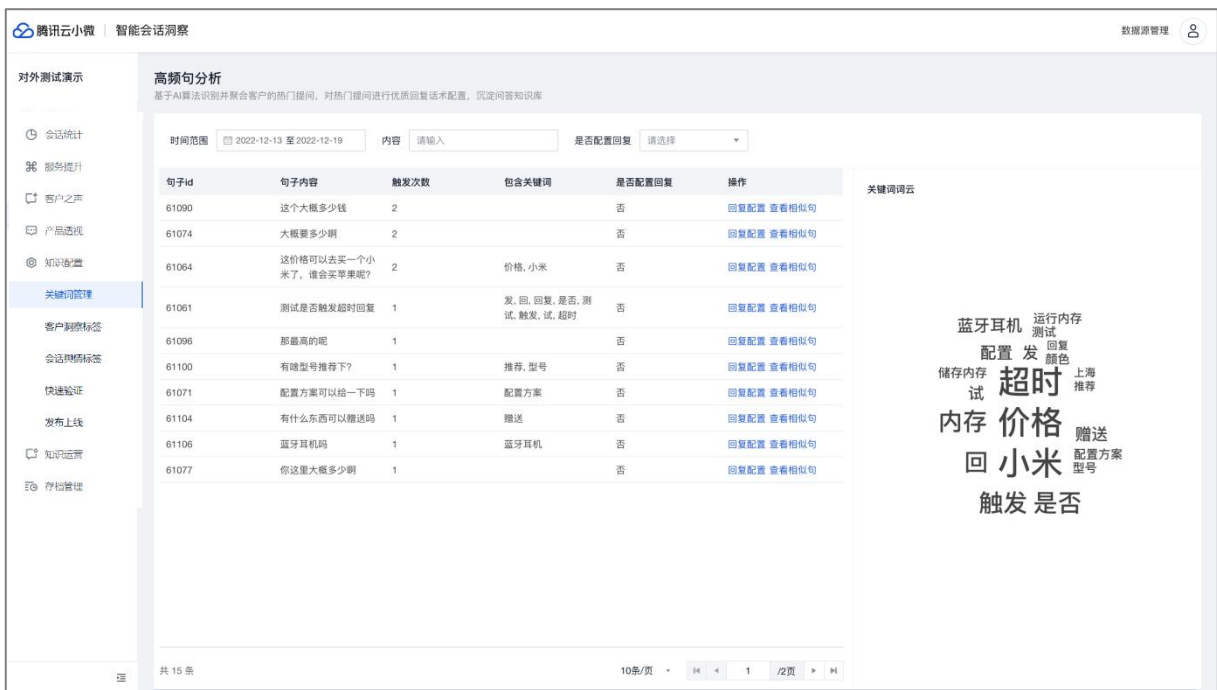 腾讯云小微 智能会话洞察
数据源管理
对外测试演示
会话统计
服务提升
客户之声
产品透视
知识配置
关键词管理
客户洞察标签
会话舆情标签
快速验证
发布上线
知识运营
存档管理
高频句分析
基于AI算法识别并聚合客户的热门提问，对热门提问进行优质回复话术配置，沉淀问答知识库
时间范围 2022-12-13 至 2022-12-19 内容 请输入 是否配置回复 请选择
句子id 句子内容 触发次数 包含关键词 是否配置回复 操作
61090 这个大概多少钱 2 否 回复配置 查看相似句
61074 大概要多少啊 2 否 回复配置 查看相似句
61064 这价格可以去买一个小米了，谁会买苹果呢? 2 价格, 小米 否 回复配置 查看相似句
61061 测试是否触发超时回复 1 发, 回, 回复, 是否, 测试, 触发, 试, 超时 否 回复配置 查看相似句
61096 那最高的呢 1 否 回复配置 查看相似句
61100 有啥型号推荐下? 1 推荐, 型号 否 回复配置 查看相似句
61071 配置方案可以给一下吗 1 配置方案 否 回复配置 查看相似句
61104 有什么东西可以赠送吗 1 赠送 否 回复配置 查看相似句
61106 蓝牙耳机吗 1 蓝牙耳机 否 回复配置 查看相似句
61077 你这里大概多少啊 1 否 回复配置 查看相似句
共 15 条
10条/页 1 /2页
关键词词云
蓝牙耳机 运行内存
测试
配置 发 回复
颜色
储存内存 超时 上海
试 推荐
内存 价格 赠送
回 小米 配置方案
型号
触发 是否